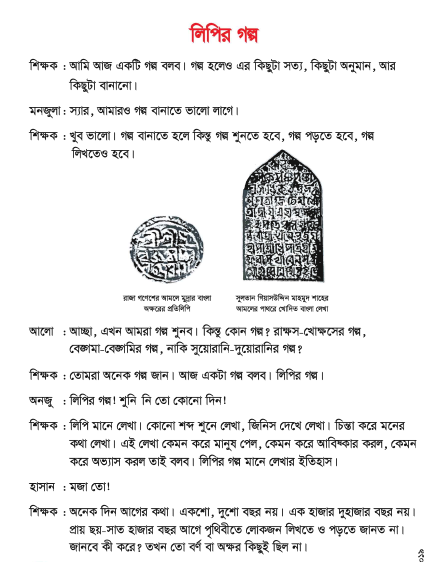 লিপির গল্প
শিক্ষক : আমি আজ একটি গল্প বলব। গল্প হলেও এর কিছুটা সত্য, কিছুটা অনুমান, আর
কিছুটা বানানো।
মনজুলা : স্যার, আমারও গল্প বানাতে ভালো লাগে।
শিক্ষক : খুব ভালো। গল্প বানাতে হলে কিন্তু গল্প শুনতে হবে, গল্প পড়তে হবে, গল্প
লিখতেও হবে।
রাজা গণেশের আমলে মুদ্রার বাংলা
অক্ষরের প্রতিলিপি
সুলতান গিয়াসউদ্দিন মাহমুদ শাহের
আমলের পাথরে খোদিত বাংলা লেখা
আলো : আচ্ছা, এখন আমরা গল্প শুনব। কিন্তু কোন গল্প? রাক্ষস-খোক্ষসের গল্প,
বেঙ্গমা-বেঙ্গমির গল্প, নাকি সুয়োরানি-দুয়োরানির গল্প?
শিক্ষক : তোমরা অনেক গল্প জান। আজ একটা গল্প বলব। লিপির গল্প।
অনজু : লিপির গল্প! শুনি নি তো কোনো দিন!
শিক্ষক : লিপি মানে লেখা। কোনো শব্দ শুনে লেখা, জিনিস দেখে লেখা। চিন্তা করে মনের
কথা লেখা। এই লেখা কেমন করে মানুষ পেল, কেমন করে আবিষ্কার করল, কেমন
করে অভ্যাস করল তাই বলব। লিপির গল্প মানে লেখার ইতিহাস।
হাসান : মজা তো!
শিক্ষক : অনেক দিন আগের কথা। একশো, দুশো বছর নয়। এক হাজার দুহাজার বছর নয়।
প্রায় ছয়-সাত হাজার বছর আগে পৃথিবীতে লোকজন লিখতে ও পড়তে জানত না।
জানবে কী করে? তখন তো বর্ণ বা অক্ষর কিছুই ছিল না।